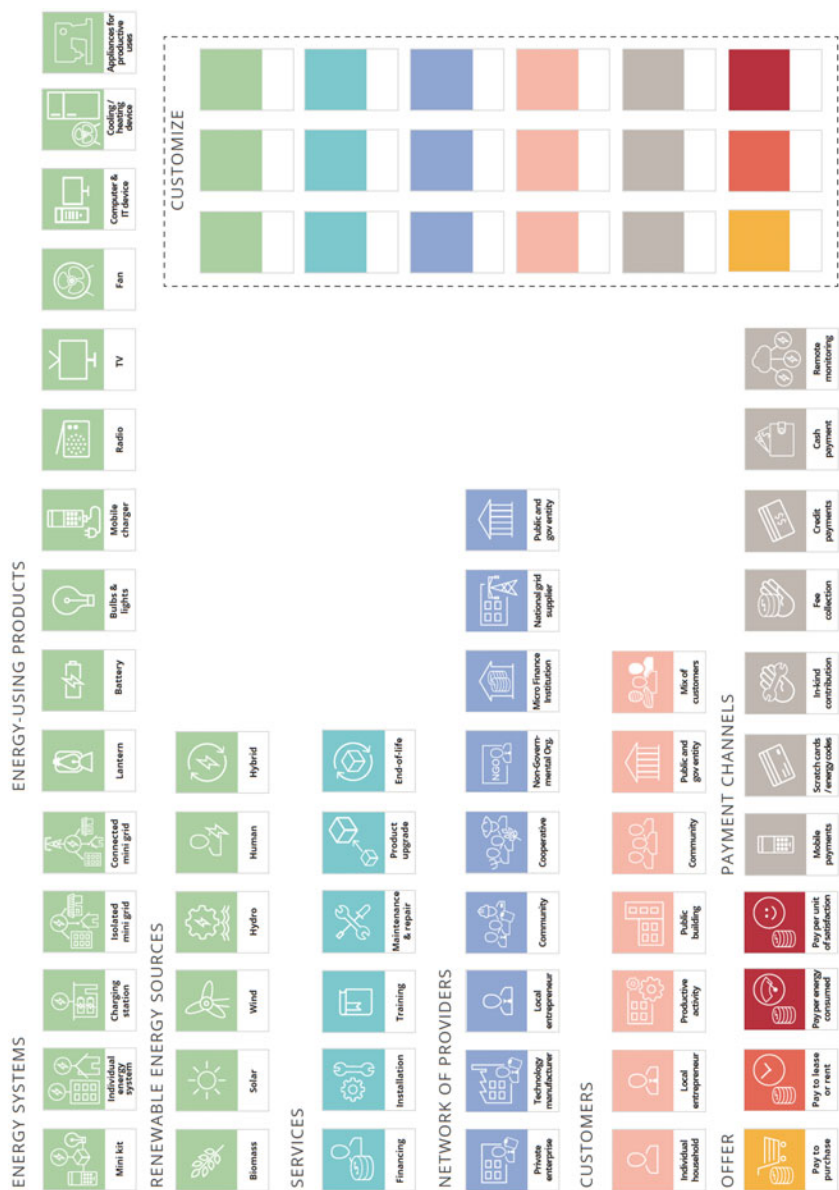 ENERGY SYSTEMS
Mini kit
Individual
energy
system
Charging
station
Isolated
mini grid
Connected
mini grid
ENERGY-USING PRODUCTS
Lantern
Battery
Bulbs &
lights
Mobile
charger
Radio
TV
Fan
Computer &
IT device
Cooling /
heating
device
Appliances for
productive
uses
RENEWABLE ENERGY SOURCES
Biomass
Solar
Wind
Hydro
Human
Hybrid
SERVICES
Financing
Installation
Training
Maintenance
& repair
Product
upgrade
End-of-life
NETWORK OF PROVIDERS
Private
enterprise
Technology
manufacturer
Local
entrepreneur
Community
Cooperative
NGO
Non-Govern-
mental Org.
Micro Finance
Institution
National grid
supplier
Public and
gov entity
CUSTOMERS
Individual
household
Local
entrepreneur
Productive
activity
Public
building
Community
Public and
gov entity
Mix of
customers
OFFER
Pay to
purchase
Pay to lease
or rent
Pay per energy
consumed
Pay per unit
of satisfaction
PAYMENT CHANNELS
Mobile
payments
Scratch cards
/ energy codes
In-kind
contribution
Fee
collection
$$
Credit
payments
Cash
payment
Remote
monitoring
CUSTOMIZE